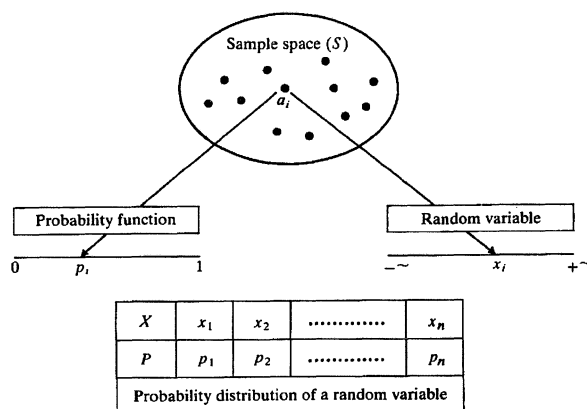 Sample space (S)
a_i
Probability function
Random variable
0 p_i 1
−~ x_i +~
X x_1 x_2 ............. x_n
P p_1 p_2 ............. p_n
Probability distribution of a random variable